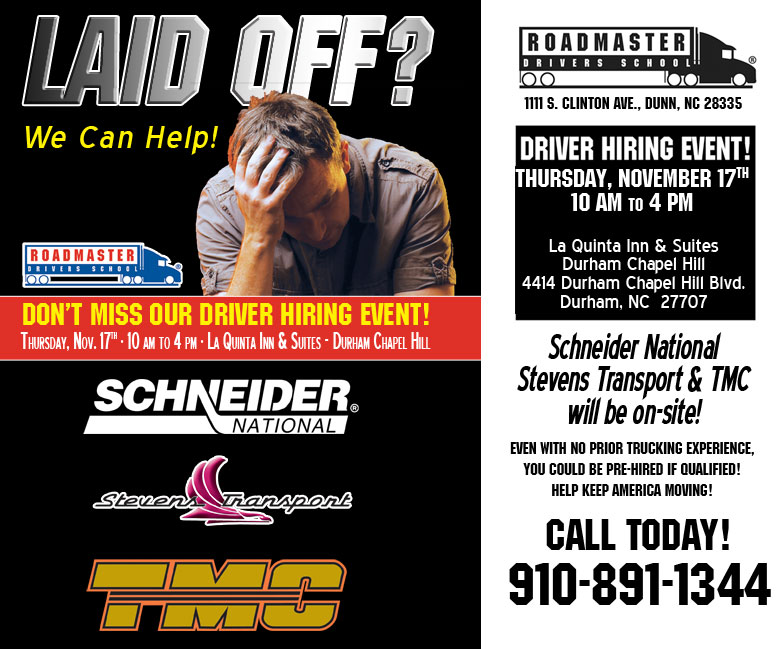 LAID OFF?
We Can Help!
ROADMASTER
DRIVERS SCHOOL®
DON'T MISS OUR DRIVER HIRING EVENT!
THURSDAY, NOV. 17TH · 10 AM TO 4 PM · LA QUINTA INN & SUITES - DURHAM CHAPEL HILL
SCHNEIDER®
NATIONAL
Stevens Transport
TMC
ROADMASTER
DRIVERS SCHOOL®
1111 S. CLINTON AVE., DUNN, NC 28335
DRIVER HIRING EVENT!
THURSDAY, NOVEMBER 17TH
10 AM TO 4 PM
La Quinta Inn & Suites
Durham Chapel Hill
4414 Durham Chapel Hill Blvd.
Durham, NC 27707
Schneider National
Stevens Transport & TMC
will be on-site!
EVEN WITH NO PRIOR TRUCKING EXPERIENCE,
YOU COULD BE PRE-HIRED IF QUALIFIED!
HELP KEEP AMERICA MOVING!
CALL TODAY!
910-891-1344